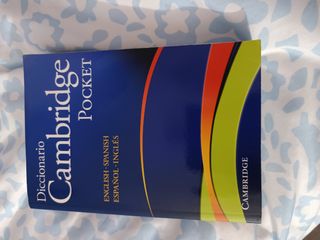 Diccionario
Cambridge
POCKET
ENGLISH - SPANISH
ESPAÑOL - INGLÉS
CAMBRIDGE